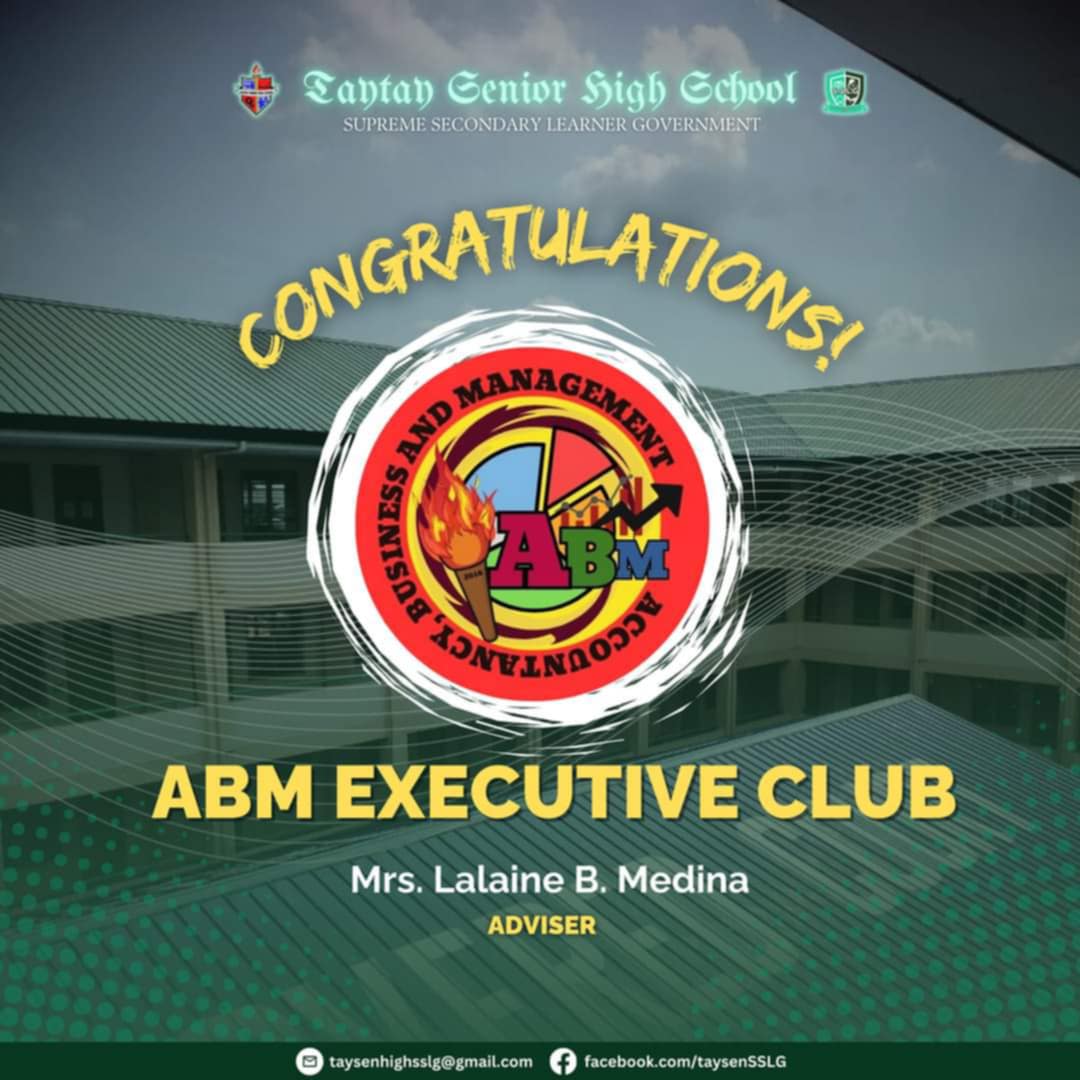 Taytay Senior High School
SUPREME SECONDARY LEARNER GOVERNMENT
CONGRATULATIONS!
ACCOUNTANCY, BUSINESS AND MANAGEMENT
ABM
ABM EXECUTIVE CLUB
Mrs. Lalaine B. Medina
ADVISER
taysenhighsslg@gmail.com
facebook.com/taysenSSLG